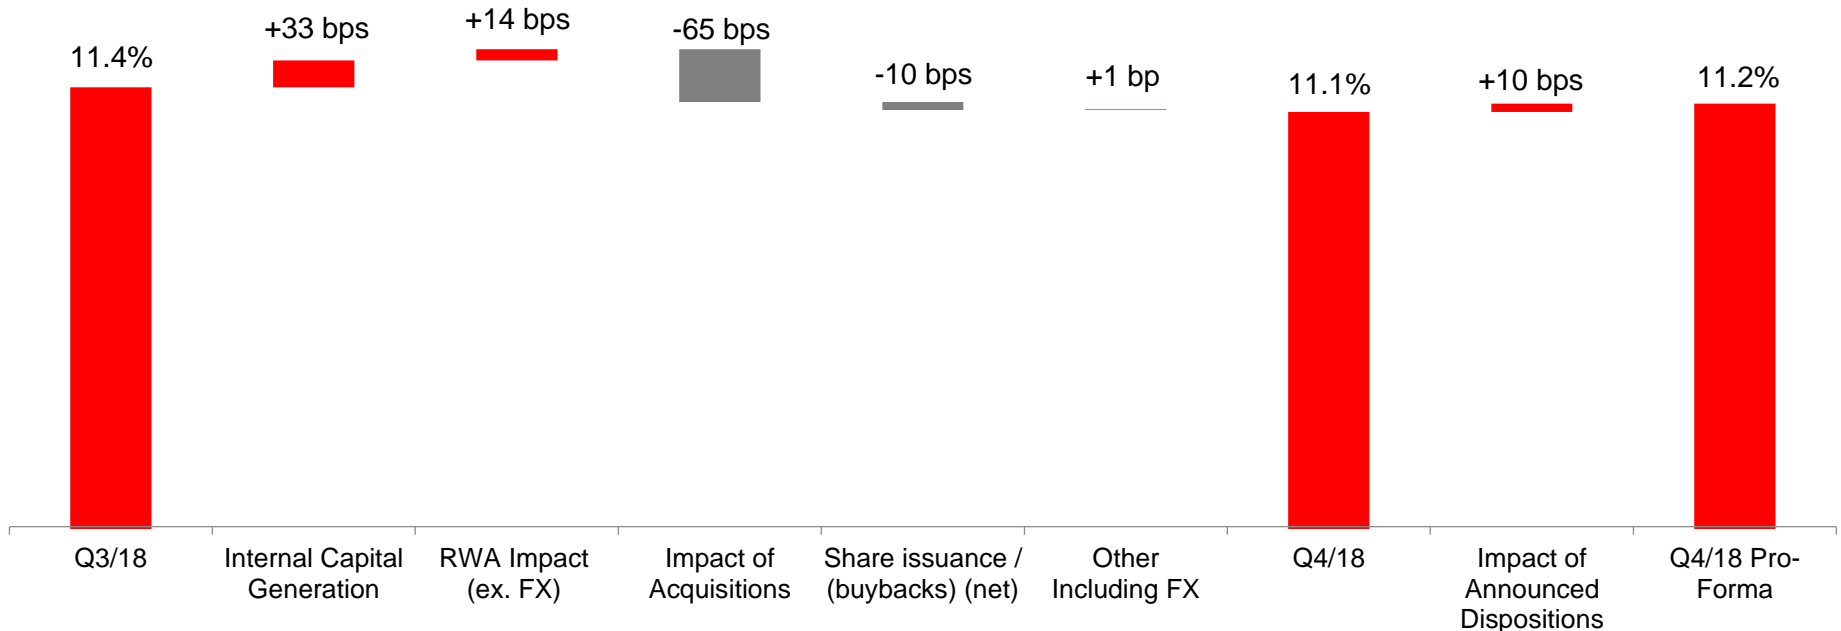 11.4%
+33 bps
+14 bps
-65 bps
-10 bps
+1 bp
11.1%
+10 bps
11.2%
Q3/18
Internal Capital
Generation
RWA Impact
(ex. FX)
Impact of
Acquisitions
Share issuance /
(buybacks) (net)
Other
Including FX
Q4/18
Impact of
Announced
Dispositions
Q4/18 Pro-
Forma